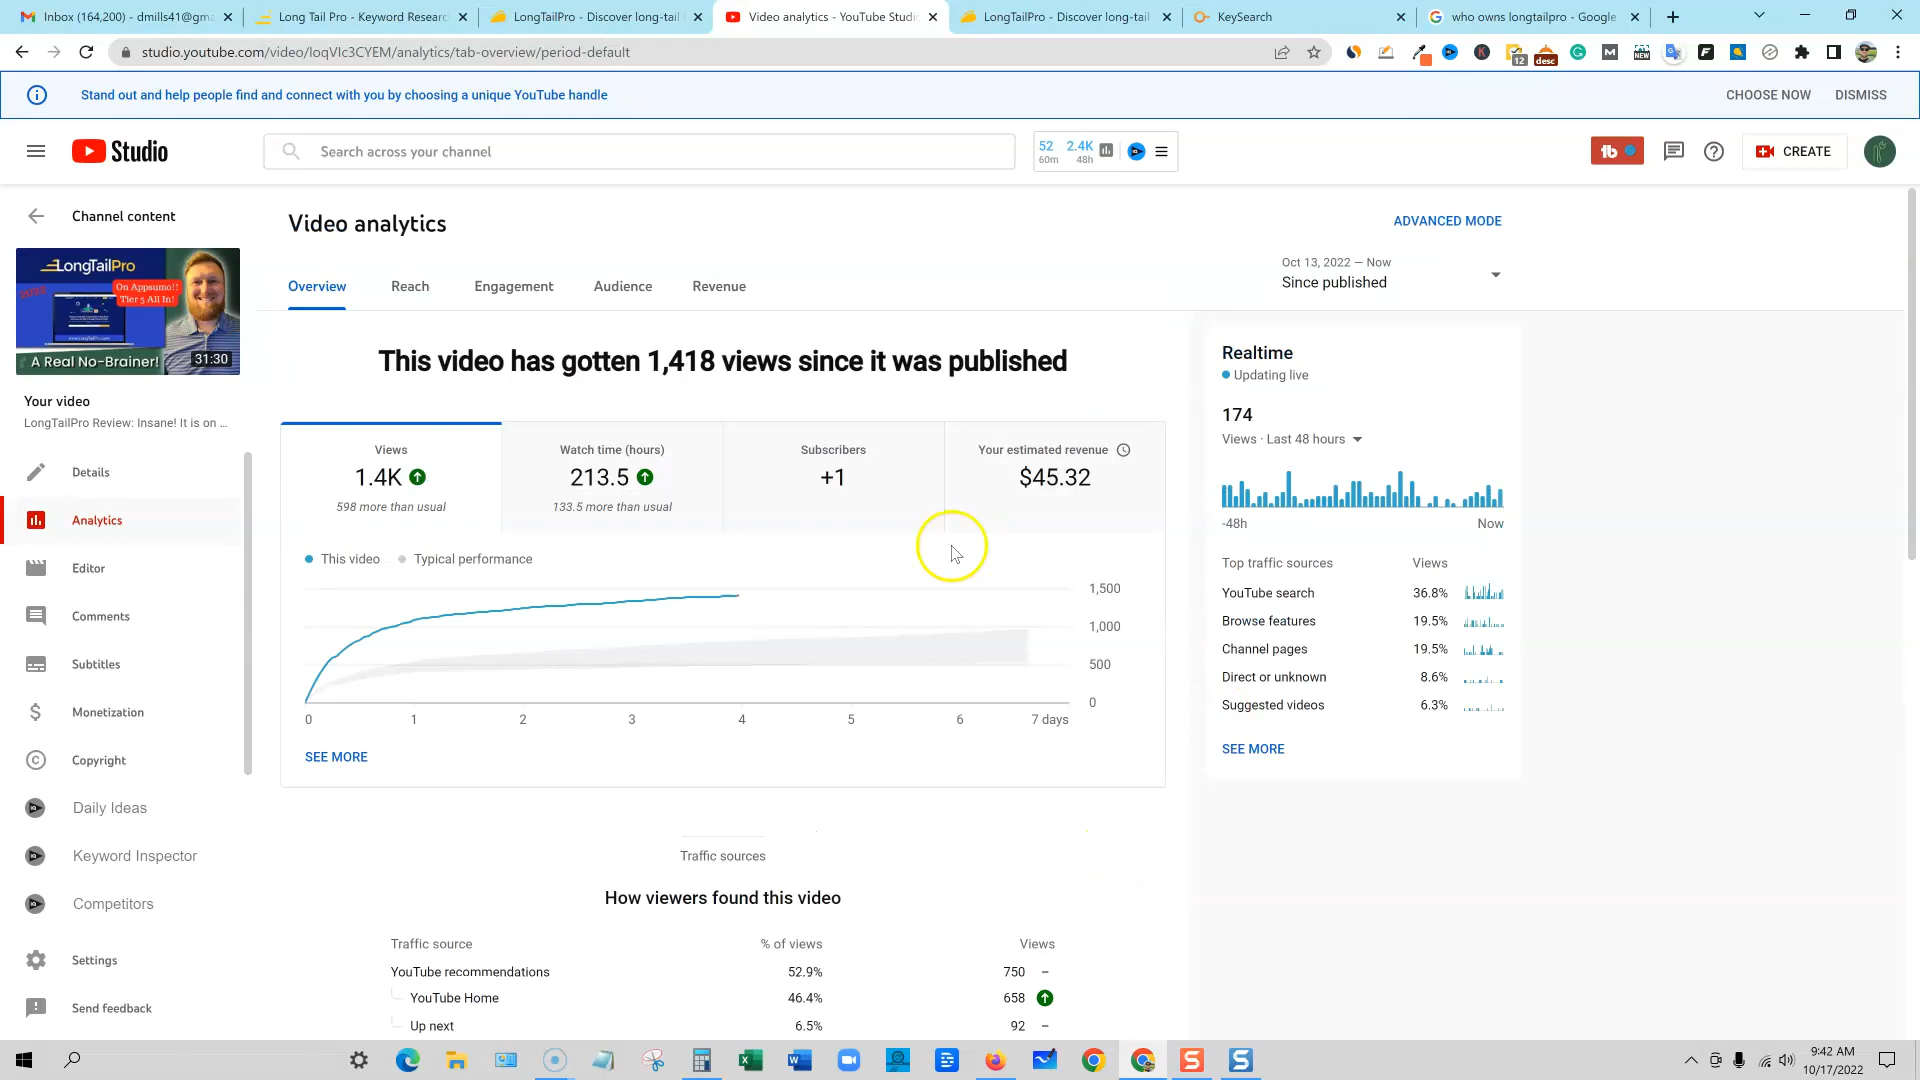 Inbox (164,200) - dmills41@gma
Long Tail Pro - Keyword Researc
LongTailPro - Discover long-tail
Video analytics - YouTube Studio
LongTailPro - Discover long-tail
KeySearch
who owns longtailpro - Google
studio.youtube.com/video/loqVIc3CYEM/analytics/tab-overview/period-default
12
desc
NEW
Stand out and help people find and connect with you by choosing a unique YouTube handle
CHOOSE NOW
DISMISS
Studio
Search across your channel
52 2.4K
60m 48h
tb
CREATE
Channel content
Video analytics
ADVANCED MODE
LongTailPro
On Appsumo!!
Tier 5 All In!
A Real No-Brainer!
31:30
Overview
Reach
Engagement
Audience
Revenue
Oct 13, 2022 – Now
Since published
Your video
LongTailPro Review: Insane! It is on ...
Details
Analytics
Editor
Comments
Subtitles
Monetization
Copyright
Daily Ideas
Keyword Inspector
Competitors
Settings
Send feedback
This video has gotten 1,418 views since it was published
Views
1.4K
598 more than usual
Watch time (hours)
213.5
133.5 more than usual
Subscribers
+1
Your estimated revenue
$45.32
This video
Typical performance
1,500
1,000
500
0
0 1 2 3 4 5 6 7 days
SEE MORE
Realtime
Updating live
174
Views · Last 48 hours
-48h
Now
Top traffic sources Views
YouTube search 36.8%
Browse features 19.5%
Channel pages 19.5%
Direct or unknown 8.6%
Suggested videos 6.3%
SEE MORE
Traffic sources
How viewers found this video
Traffic source % of views Views
YouTube recommendations 52.9% 750 –
YouTube Home 46.4% 658
Up next 6.5% 92 –
9:42 AM
10/17/2022